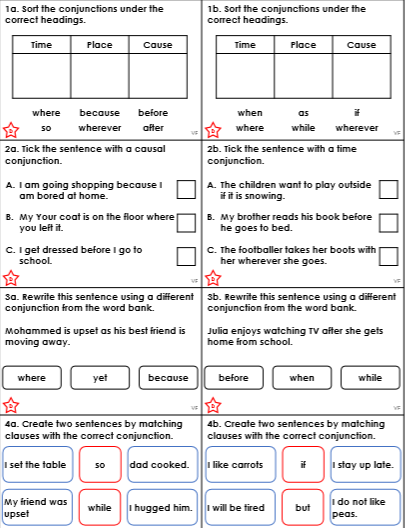 1a. Sort the conjunctions under the
correct headings.
Time Place Cause
where because before
so wherever after
VF
1b. Sort the conjunctions under the
correct headings.
Time Place Cause
when as if
where while wherever
VF
2a. Tick the sentence with a causal
conjunction.
A. I am going shopping because I
am bored at home.
B. My Your coat is on the floor where
you left it.
C. I get dressed before I go to
school.
VF
2b. Tick the sentence with a time
conjunction.
A. The children want to play outside
if it is snowing.
B. My brother reads his book before
he goes to bed.
C. The footballer takes her boots with
her wherever she goes.
VF
3a. Rewrite this sentence using a different
conjunction from the word bank.
Mohammed is upset as his best friend is
moving away.
where yet because
VF
3b. Rewrite this sentence using a different
conjunction from the word bank.
Julia enjoys watching TV after she gets
home from school.
before when while
VF
4a. Create two sentences by matching
clauses with the correct conjunction.
I set the table so dad cooked.
My friend was
upset
while I hugged him.
4b. Create two sentences by matching
clauses with the correct conjunction.
I like carrots if I stay up late.
I will be tired but
I do not like
peas.